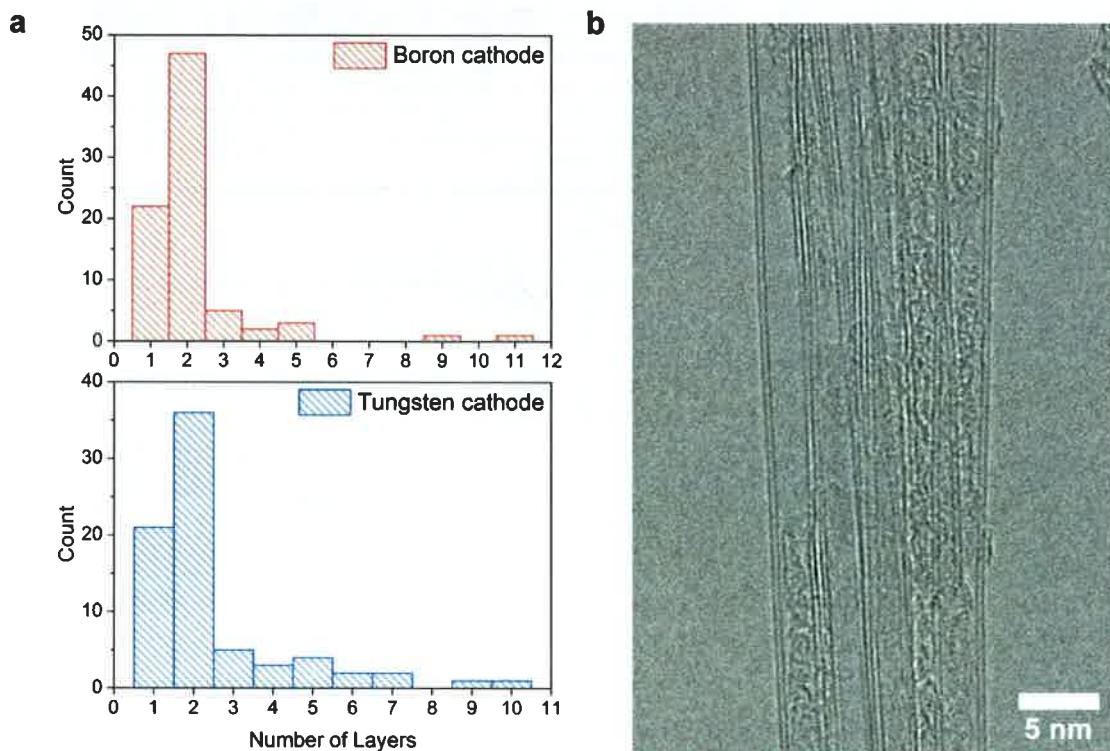 a
50
40
30
20
10
0
Count
Boron cathode
0 1 2 3 4 5 6 7 8 9 10 11 12
40
30
20
10
0
Count
Tungsten cathode
0 1 2 3 4 5 6 7 8 9 10 11
Number of Layers
b
5 nm